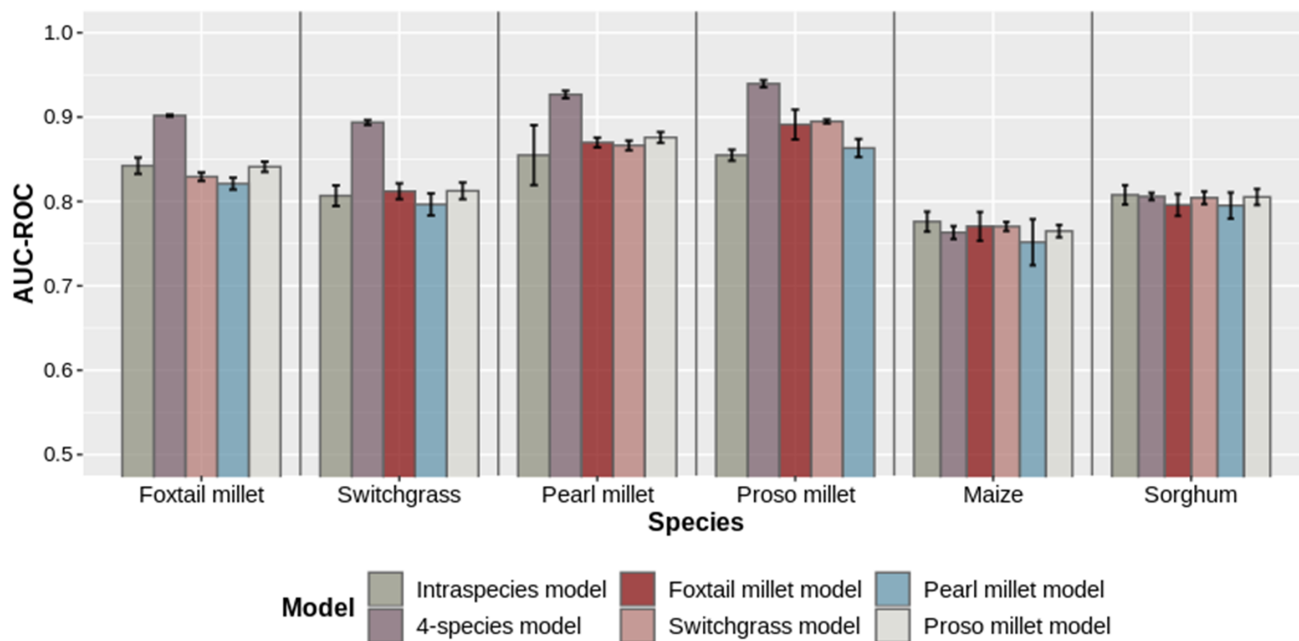 AUC-ROC
1.0
0.9
0.8
0.7
0.6
0.5
Foxtail millet Switchgrass Pearl millet Proso millet Maize Sorghum
Species
Model
Intraspecies model Foxtail millet model Pearl millet model
4-species model Switchgrass model Proso millet model